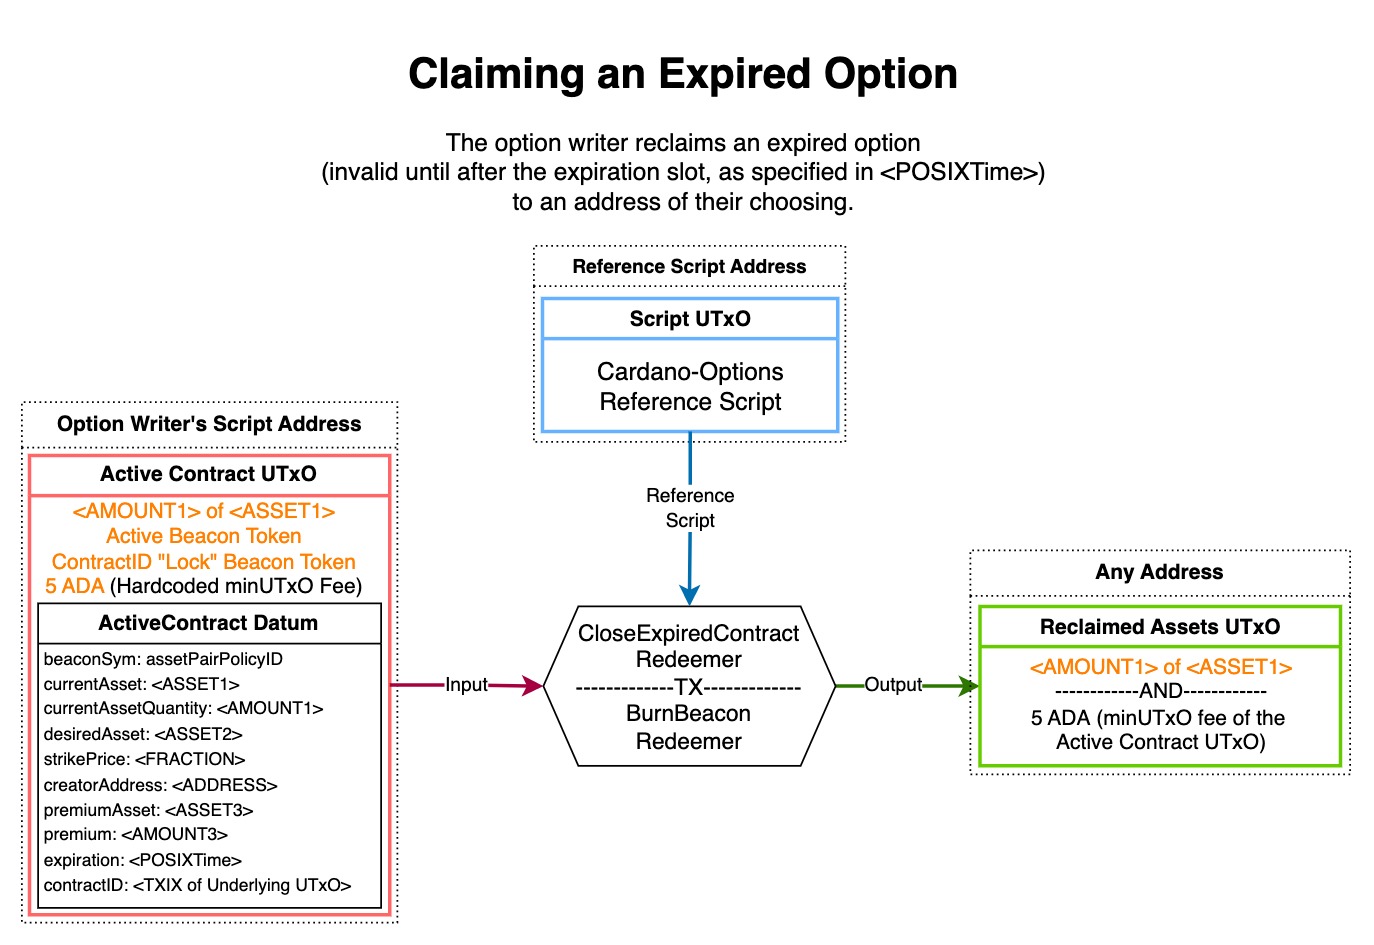 Claiming an Expired Option
The option writer reclaims an expired option
(invalid until after the expiration slot, as specified in <POSIXTime>)
to an address of their choosing.
Reference Script Address
Script UTxO
Cardano-Options
Reference Script
Option Writer's Script Address
Active Contract UTxO
<AMOUNT1> of <ASSET1>
Active Beacon Token
ContractID "Lock" Beacon Token
5 ADA (Hardcoded minUTxO Fee)
ActiveContract Datum
beaconSym: assetPairPolicyID
currentAsset: <ASSET1>
currentAssetQuantity: <AMOUNT1>
desiredAsset: <ASSET2>
strikePrice: <FRACTION>
creatorAddress: <ADDRESS>
premiumAsset: <ASSET3>
premium: <AMOUNT3>
expiration: <POSIXTime>
contractID: <TXIX of Underlying UTxO>
Reference
Script
Input
CloseExpiredContract
Redeemer
-------------TX-------------
BurnBeacon
Redeemer
Output
Any Address
Reclaimed Assets UTxO
<AMOUNT1> of <ASSET1>
------------AND------------
5 ADA (minUTxO fee of the
Active Contract UTxO)